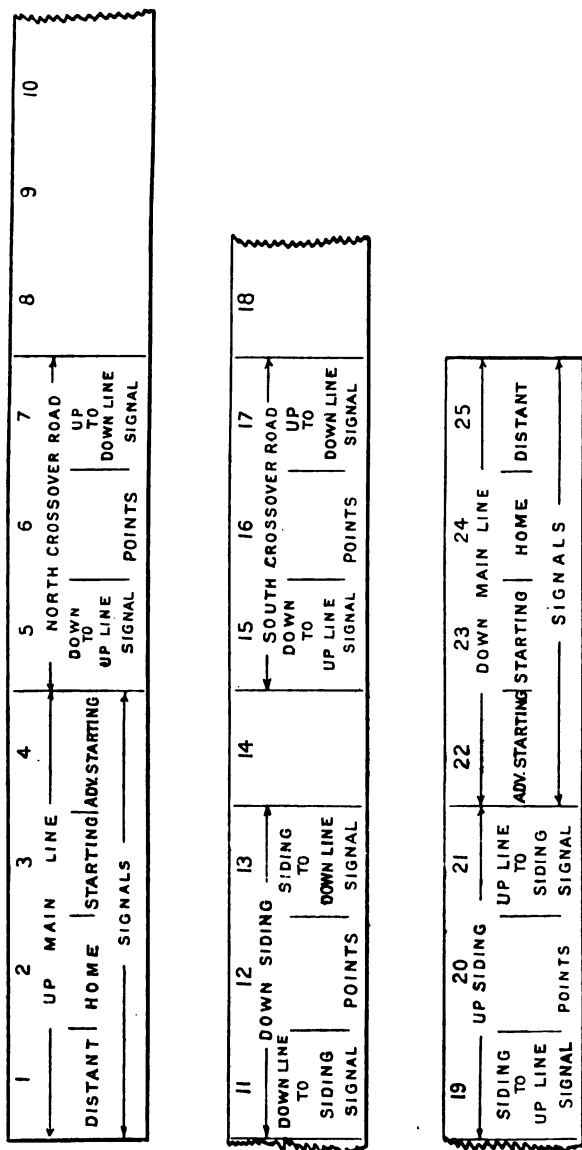 1 2 3 4 5 6 7 8 9 10
UP MAIN LINE NORTH CROSSOVER ROAD
DISTANT HOME STARTING ADV. STARTING
SIGNALS
DOWN
TO
UP LINE
SIGNAL
POINTS
UP
TO
DOWN LINE
SIGNAL
11 12 13 14 15 16 17 18
DOWN SIDING SOUTH CROSSOVER ROAD
DOWN LINE
TO
SIDING
SIGNAL
POINTS
SIDING
TO
DOWN LINE
SIGNAL
DOWN
TO
UP LINE
SIGNAL
POINTS
UP
TO
DOWN LINE
SIGNAL
19 20 21 22 23 24 25
UP SIDING DOWN MAIN LINE
SIDING
TO
UP LINE
SIGNAL
POINTS
UP LINE
TO
SIDING
SIGNAL
ADV. STARTING STARTING HOME DISTANT
SIGNALS